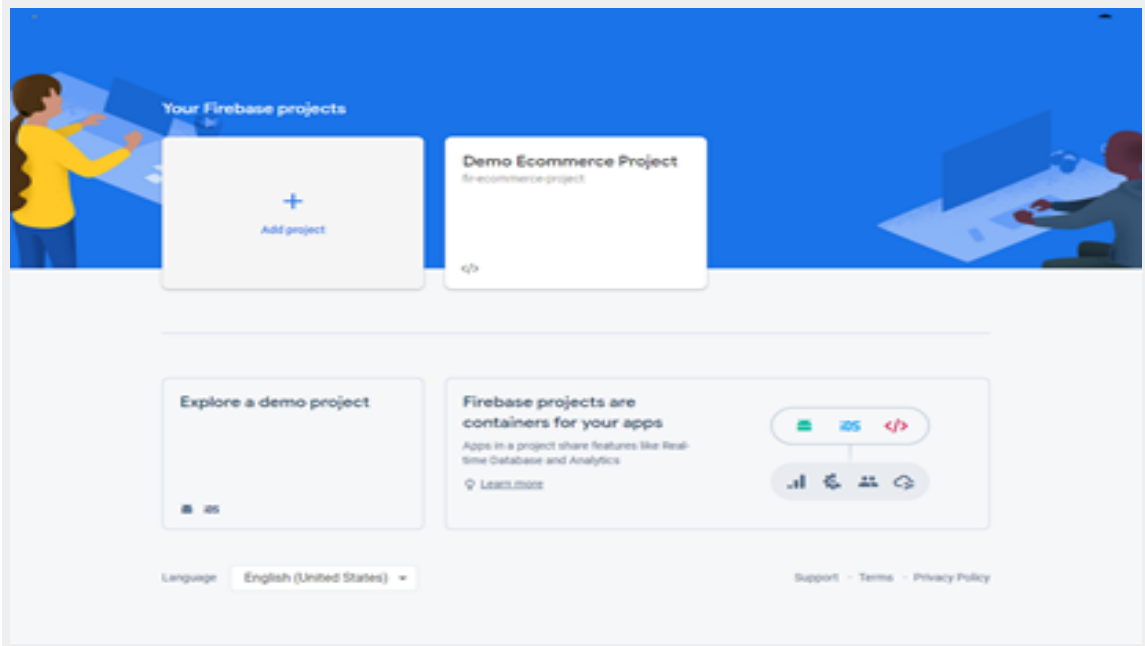 Your Firebase projects
+
Add project
Demo Ecommerce Project
fir-ecommerce-project
</>
Explore a demo project
iOS
Firebase projects are
containers for your apps
Apps in a project share features like Real-
time Database and Analytics
Learn more
iOS </>
Language English (United States)
Support · Terms · Privacy Policy